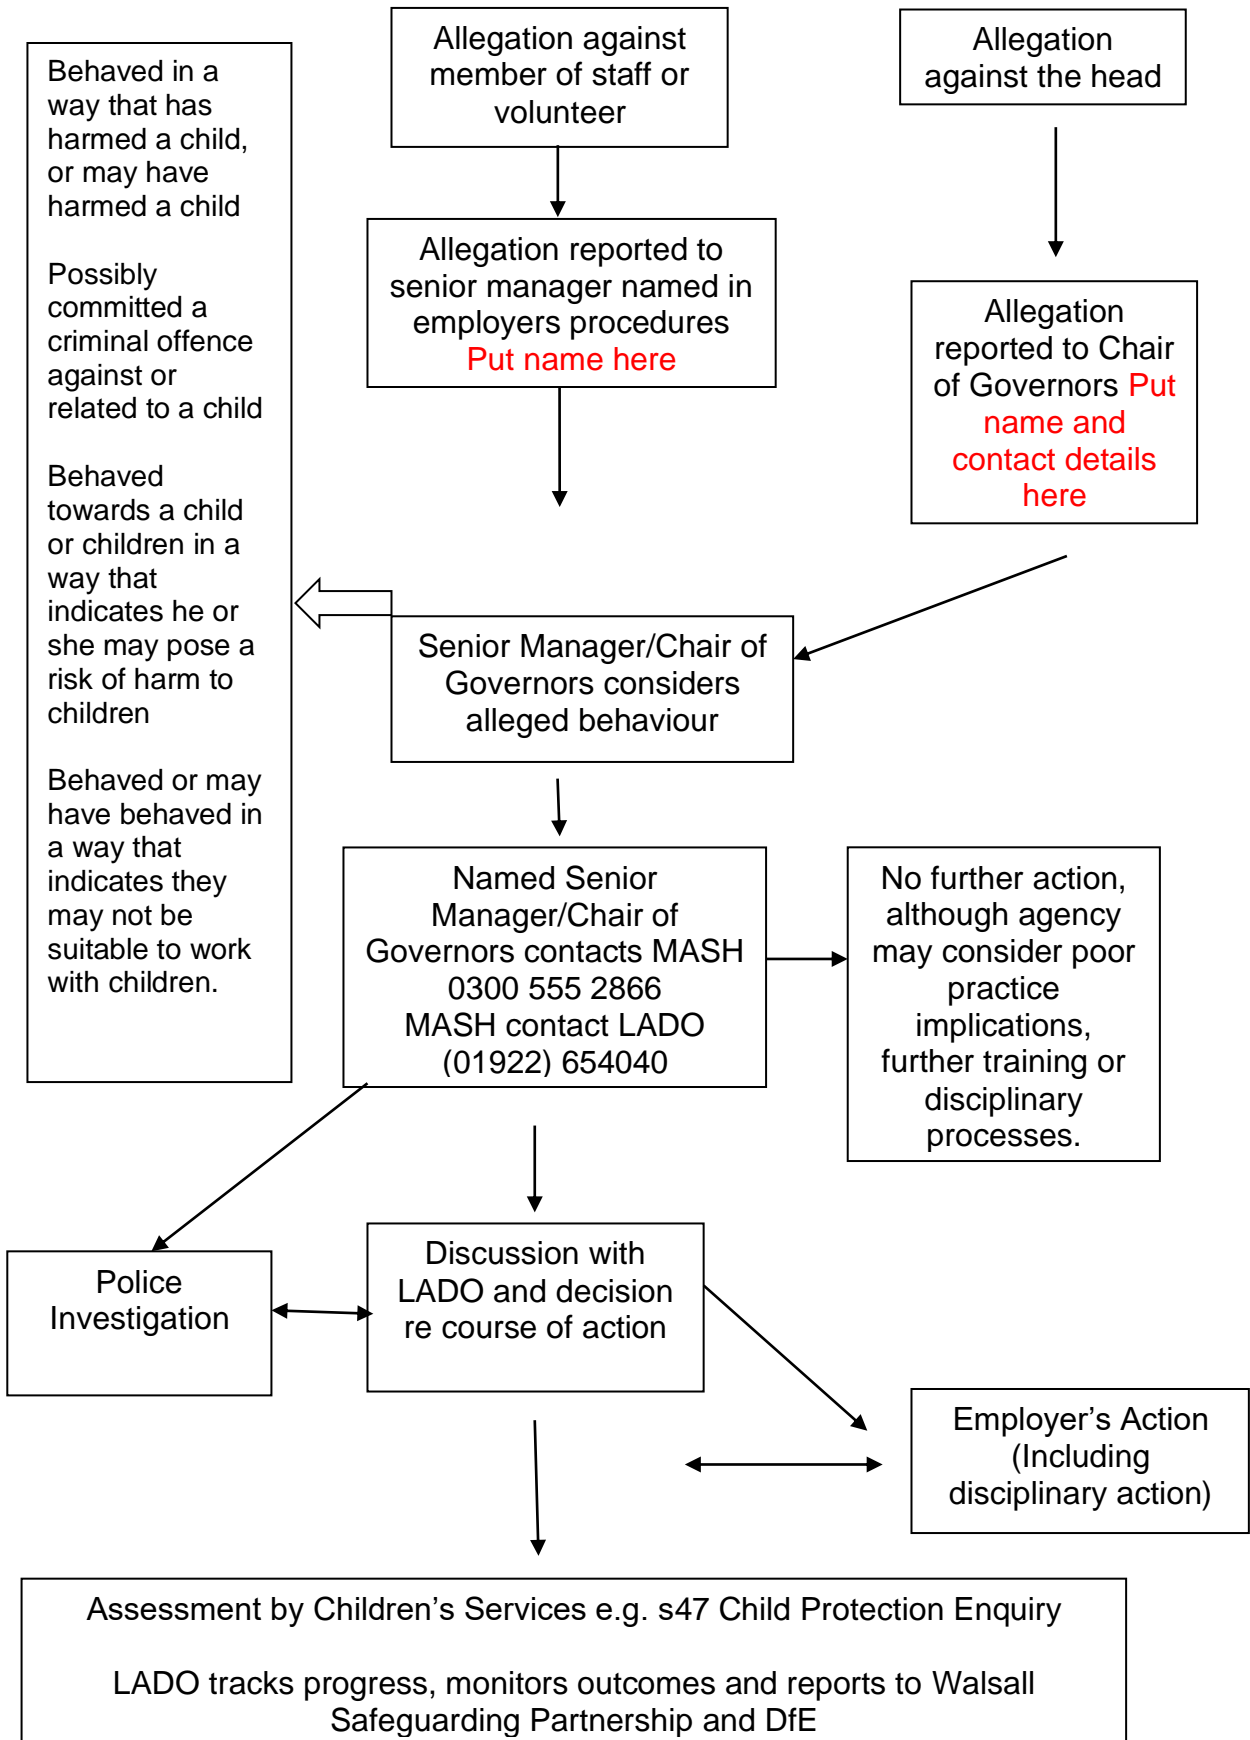 Allegation against
member of staff or
volunteer
Allegation
against the head
Behaved in a
way that has
harmed a child,
or may have
harmed a child
Possibly
committed a
criminal offence
against or
related to a child
Behaved
towards a child
or children in a
way that
indicates he or
she may pose a
risk of harm to
children
Behaved or may
have behaved in
a way that
indicates they
may not be
suitable to work
with children.
Allegation reported to
senior manager named in
employers procedures
Put name here
Allegation
reported to Chair
of Governors Put
name and
contact details
here
Senior Manager/Chair of
Governors considers
alleged behaviour
Named Senior
Manager/Chair of
Governors contacts MASH
0300 555 2866
MASH contact LADO
(01922) 654040
No further action,
although agency
may consider poor
practice
implications,
further training or
disciplinary
processes.
Police
Investigation
Discussion with
LADO and decision
re course of action
Employer’s Action
(Including
disciplinary action)
Assessment by Children’s Services e.g. s47 Child Protection Enquiry
LADO tracks progress, monitors outcomes and reports to Walsall
Safeguarding Partnership and DfE